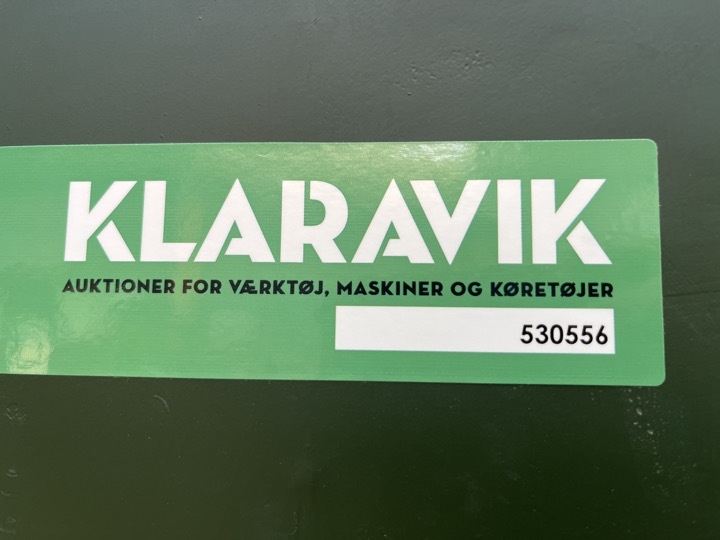 KLARAVIK
AUKTIONER FOR VÆRKTØJ, MASKINER OG KØRETØJER
530556